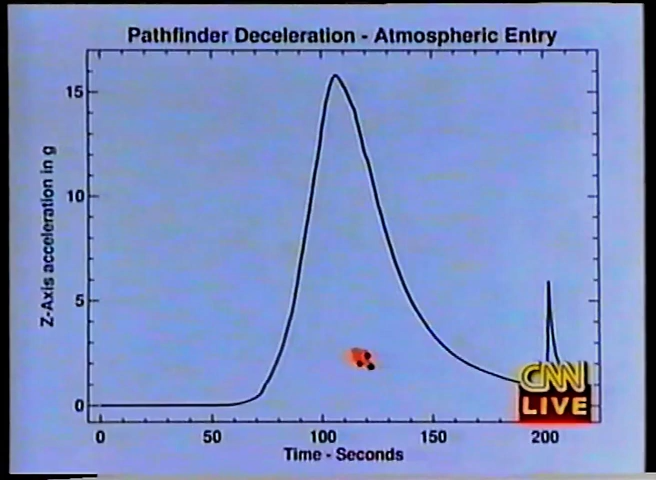 Pathfinder Deceleration - Atmospheric Entry
Z-Axis acceleration in g
15
10
5
0
0 50 100 150 200
Time - Seconds
CNN
LIVE